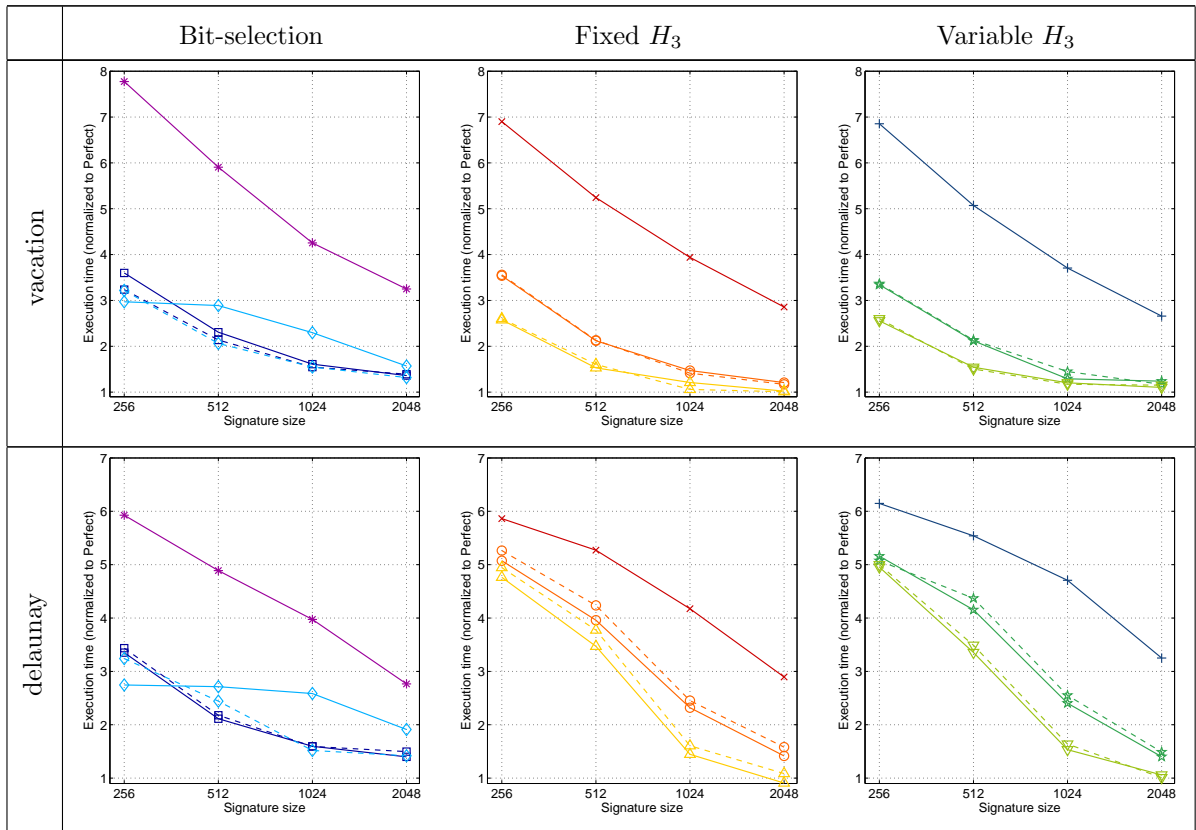 Bit-selection Fixed H₃ Variable H₃
vacation
Execution time (normalized to Perfect)
8
7
6
5
4
3
2
1
256 512 1024 2048
Signature size
Execution time (normalized to Perfect)
8
7
6
5
4
3
2
1
256 512 1024 2048
Signature size
Execution time (normalized to Perfect)
8
7
6
5
4
3
2
1
256 512 1024 2048
Signature size
delaunay
Execution time (normalized to Perfect)
7
6
5
4
3
2
1
256 512 1024 2048
Signature size
Execution time (normalized to Perfect)
7
6
5
4
3
2
1
256 512 1024 2048
Signature size
Execution time (normalized to Perfect)
7
6
5
4
3
2
1
256 512 1024 2048
Signature size